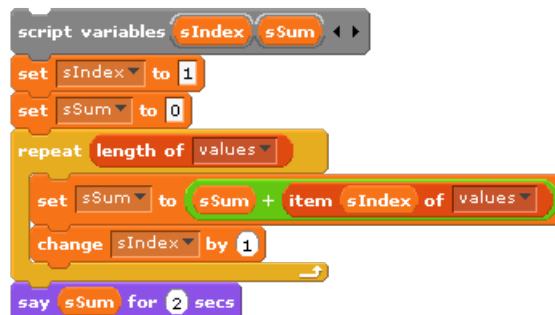 script variables sIndex sSum
set sIndex to 1
set sSum to 0
repeat length of values
set sSum to sSum + item sIndex of values
change sIndex by 1
say sSum for 2 secs